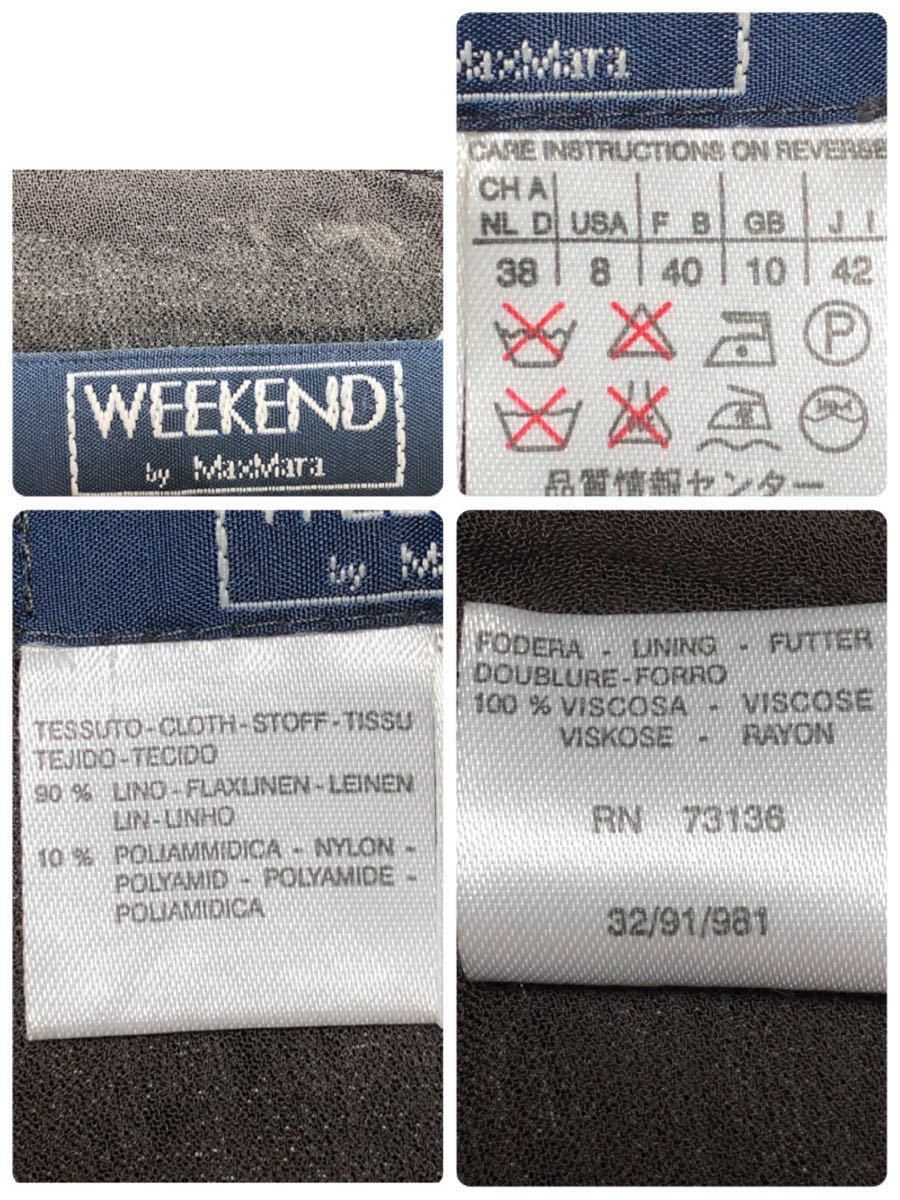 WEEKEND
by MaxMara
MaxMara
CARE INSTRUCTIONS ON REVERSE
CH A
NL D USA F B GB J I
38 8 40 10 42
P
品質情報センター
by
TESSUTO-CLOTH-STOFF-TISSU
TEJIDO-TECIDO
90 % LINO-FLAXLINEN-LEINEN
LIN-LINHO
10 % POLIAMMIDICA - NYLON -
POLYAMID - POLYAMIDE -
POLIAMIDICA
FODERA - LINING - FUTTER
DOUBLURE-FORRO
100 % VISCOSA - VISCOSE
VISKOSE - RAYON
RN 73136
32/91/981